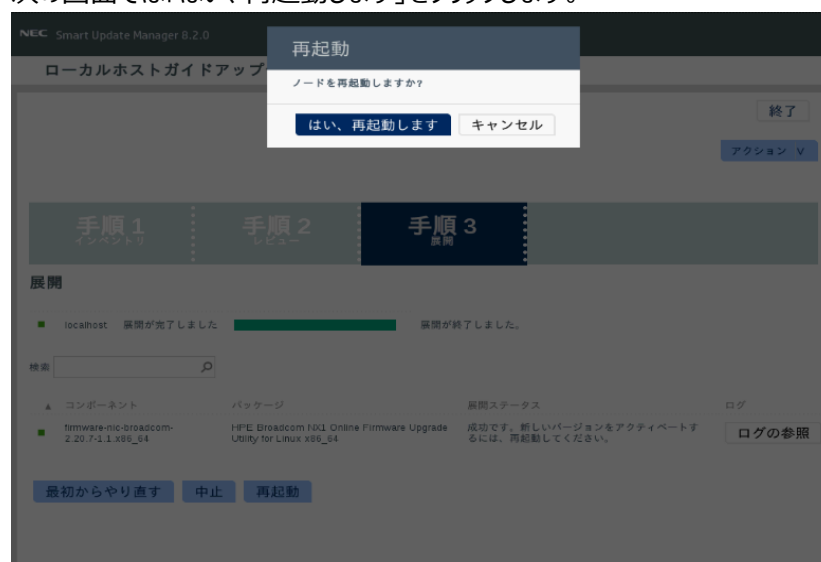 次の画面では「はい、再起動します」をクリックします。
NEC Smart Update Manager 8.2.0
再起動
ローカルホストガイドアップ
ノードを再起動しますか?
はい、再起動します キャンセル
終了
アクション ∨
手順 1
インベントリ
手順 2
レビュー
手順 3
展開
展開
localhost 展開が完了しました 展開が終了しました。
検索
▲ コンポーネント パッケージ 展開ステータス ログ
firmware-nic-broadcom-2.20.7-1.1.x86_64
HPE Broadcom NX1 Online Firmware Upgrade Utility for Linux x86_64
成功です。新しいバージョンをアクティベートするには、再起動してください。
ログの参照
最初からやり直す 中止 再起動